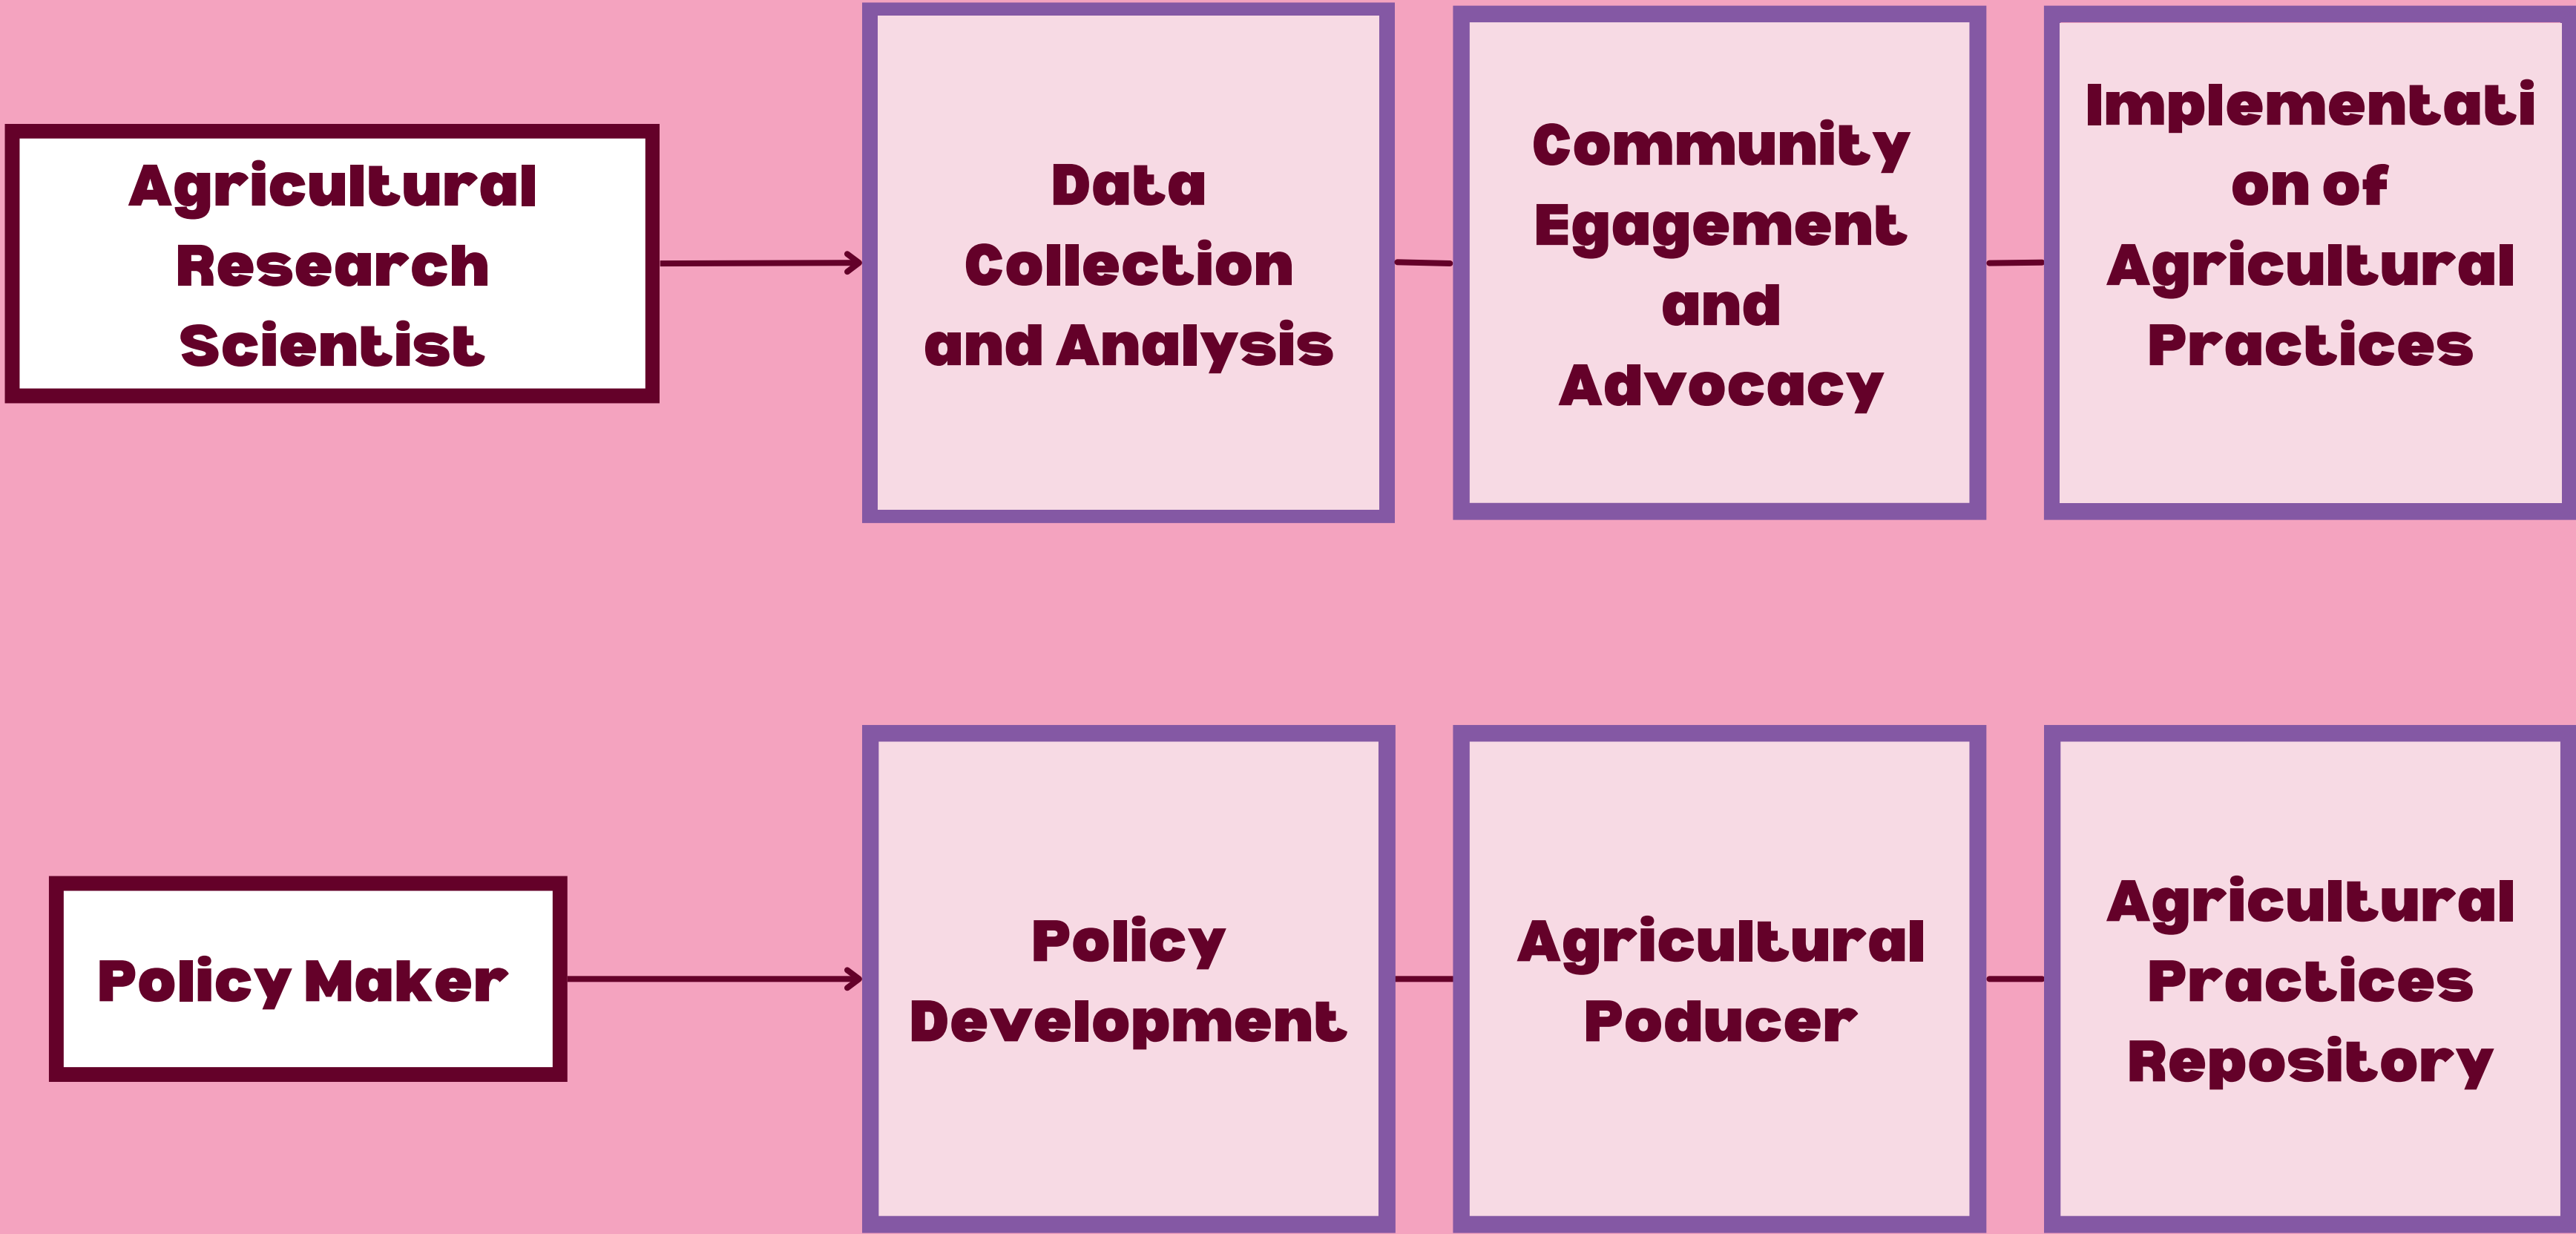 Agricultural
Research
Scientist
Data
Collection
and Analysis
Community
Egagement
and
Advocacy
Implementati
on of
Agricultural
Practices
Policy Maker
Policy
Development
Agricultural
Poducer
Agricultural
Practices
Repository